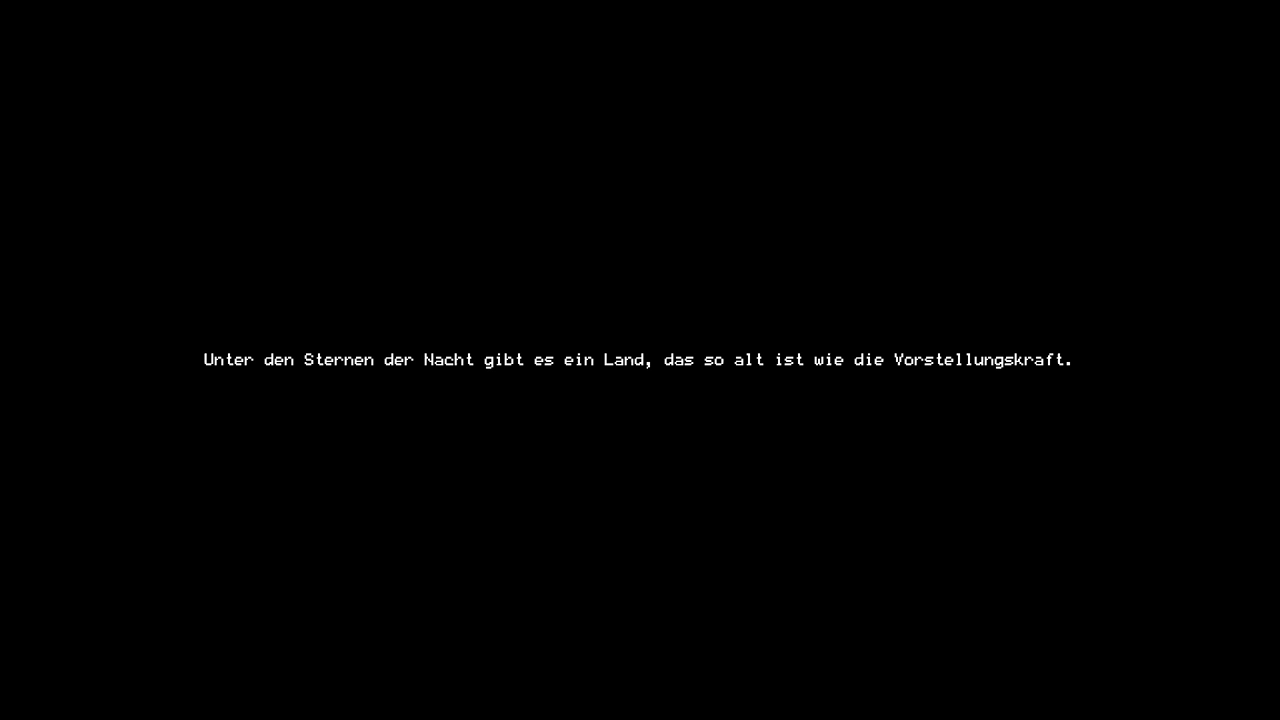 Unter den Sternen der Nacht gibt es ein Land, das so alt ist wie die Vorstellungskraft.